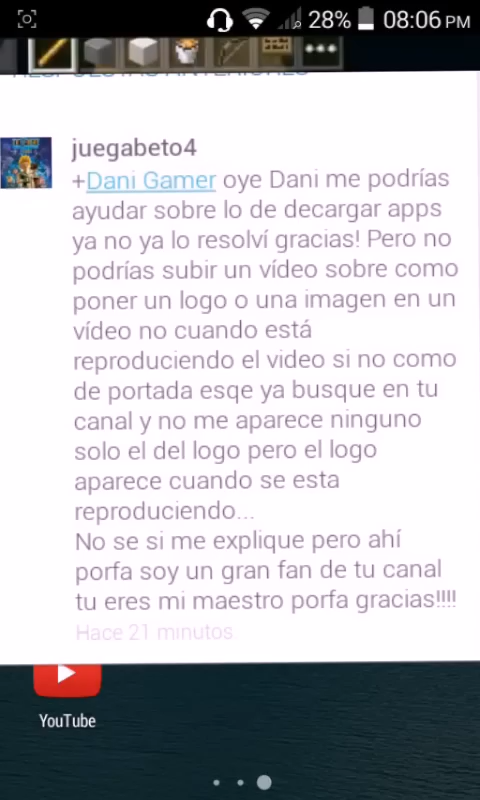 28% 08:06 PM
RESPUESTAS ANTERIORES
juegabeto4
+Dani Gamer oye Dani me podrías
ayudar sobre lo de decargar apps
ya no ya lo resolví gracias! Pero no
podrías subir un vídeo sobre como
poner un logo o una imagen en un
vídeo no cuando está
reproduciendo el video si no como
de portada esqe ya busque en tu
canal y no me aparece ninguno
solo el del logo pero el logo
aparece cuando se esta
reproduciendo...
No se si me explique pero ahí
porfa soy un gran fan de tu canal
tu eres mi maestro porfa gracias!!!!
Hace 21 minutos
YouTube